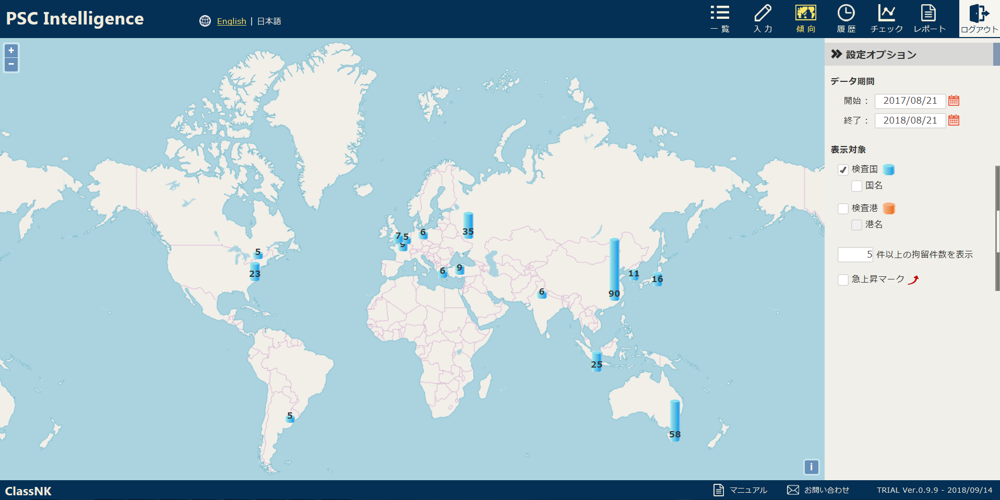 PSC Intelligence
English | 日本語
一 覧
入 力
傾 向
履 歴
チェック
レポート
ログアウト
+
−
設定オプション
データ期間
開始 : 2017/08/21
終了 : 2018/08/21
表示対象
検査国
国名
検査港
港名
5 件以上の拘留件数を表示
急上昇マーク
35
6
7
5
9
5
23
6
9
90
11
16
6
25
5
58
i
ClassNK
マニュアル
お問い合わせ
TRIAL Ver.0.9.9 - 2018/09/14